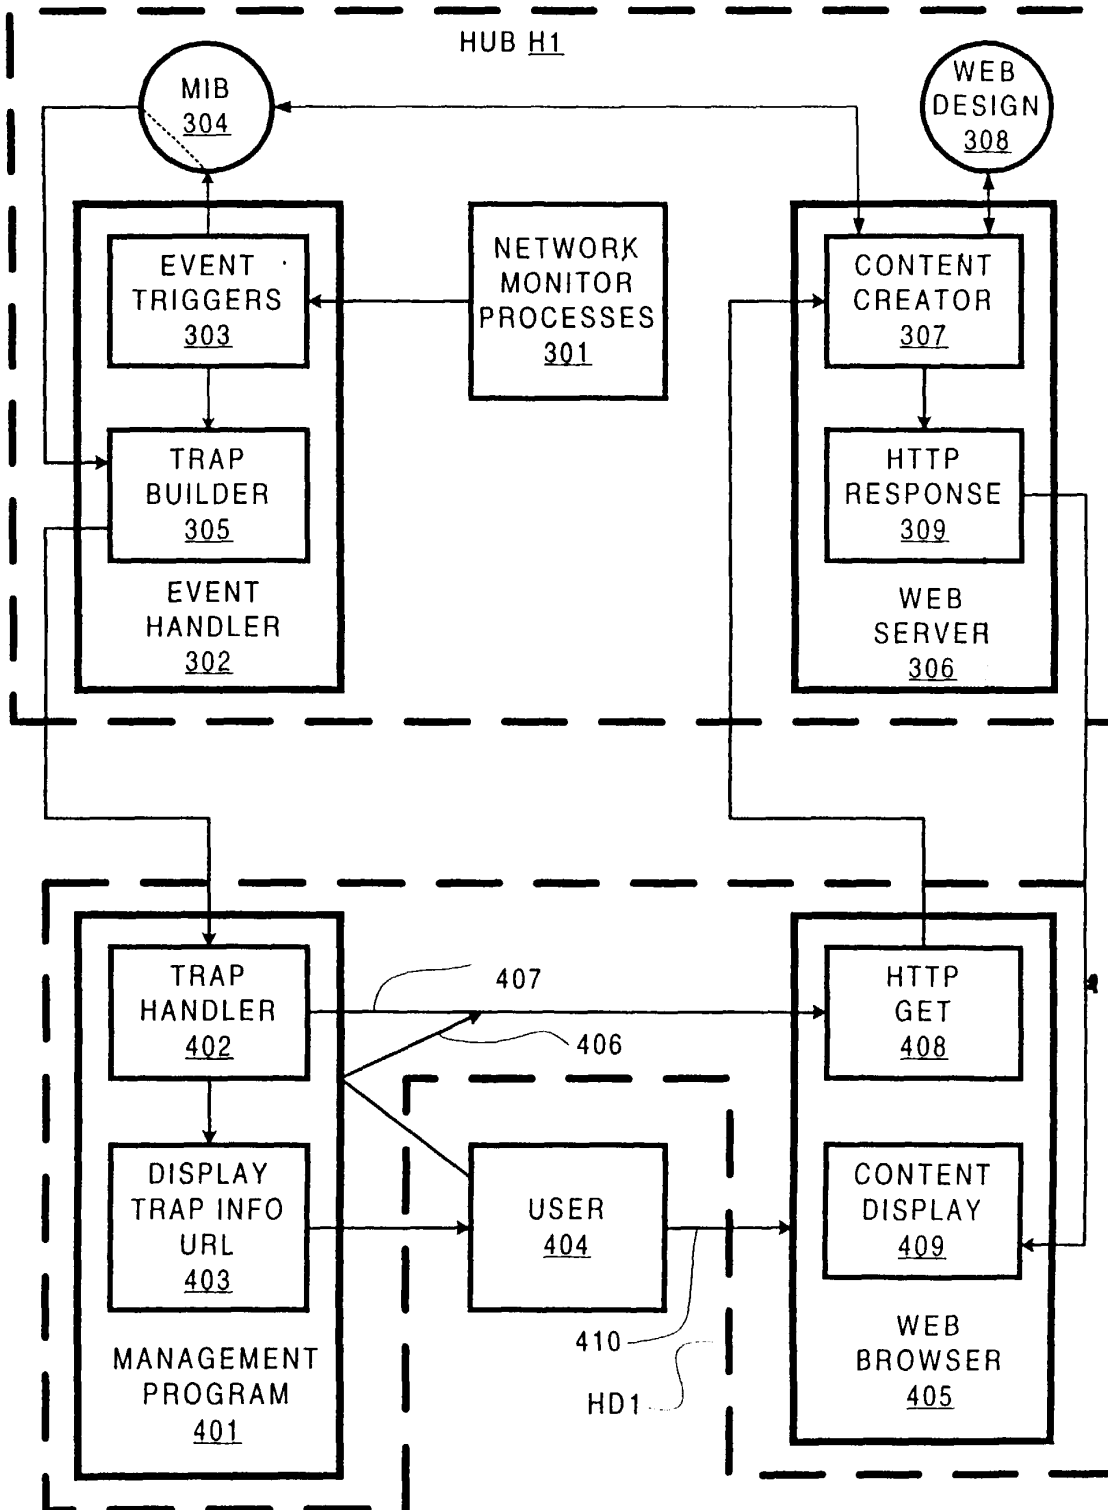 HUB H1
MIB
304
WEB
DESIGN
308
EVENT
TRIGGERS
303
NETWORK
MONITOR
PROCESSES
301
CONTENT
CREATOR
307
TRAP
BUILDER
305
HTTP
RESPONSE
309
EVENT
HANDLER
302
WEB
SERVER
306
TRAP
HANDLER
402
407
406
HTTP
GET
408
DISPLAY
TRAP INFO
URL
403
USER
404
CONTENT
DISPLAY
409
410
HD1
MANAGEMENT
PROGRAM
401
WEB
BROWSER
405